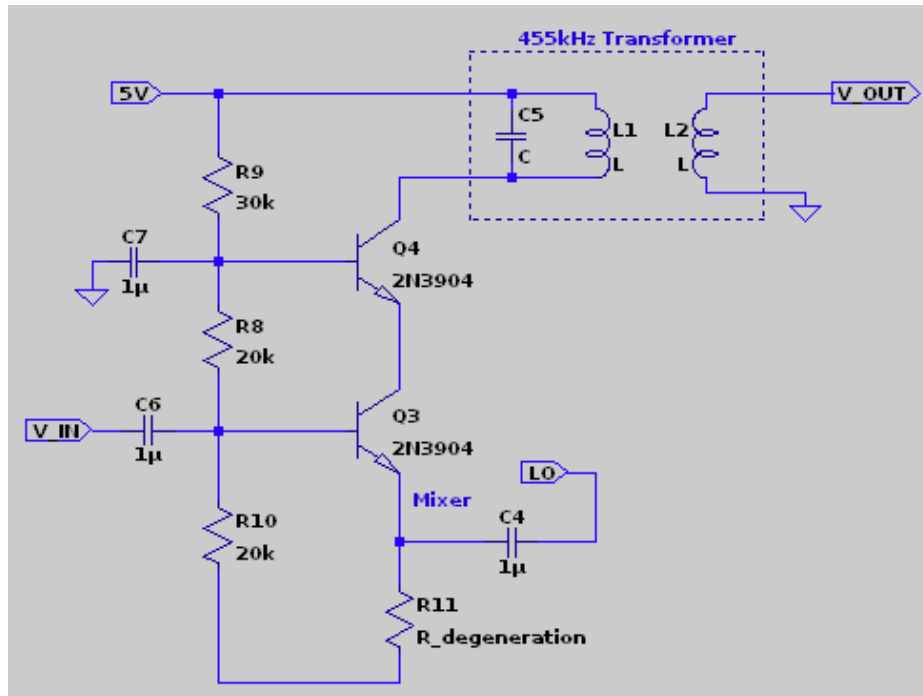 455kHz Transformer
5V
V_OUT
C5
C
L1
L
L2
L
R9
30k
C7
1µ
Q4
2N3904
R8
20k
C6
1µ
V_IN
Q3
2N3904
LO
Mixer
C4
1µ
R10
20k
R11
R_degeneration